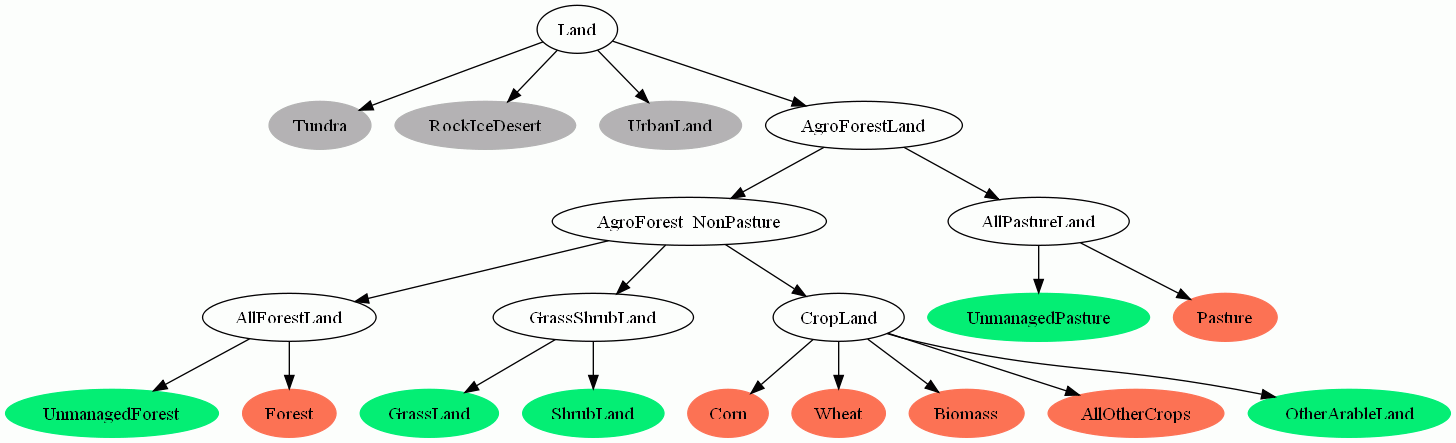 Land
Tundra
RockIceDesert
UrbanLand
AgroForestLand
AgroForest NonPasture
AllPastureLand
AllForestLand
GrassShrubLand
CropLand
UnmanagedPasture
Pasture
UnmanagedForest
Forest
GrassLand
ShrubLand
Corn
Wheat
Biomass
AllOtherCrops
OtherArableLand